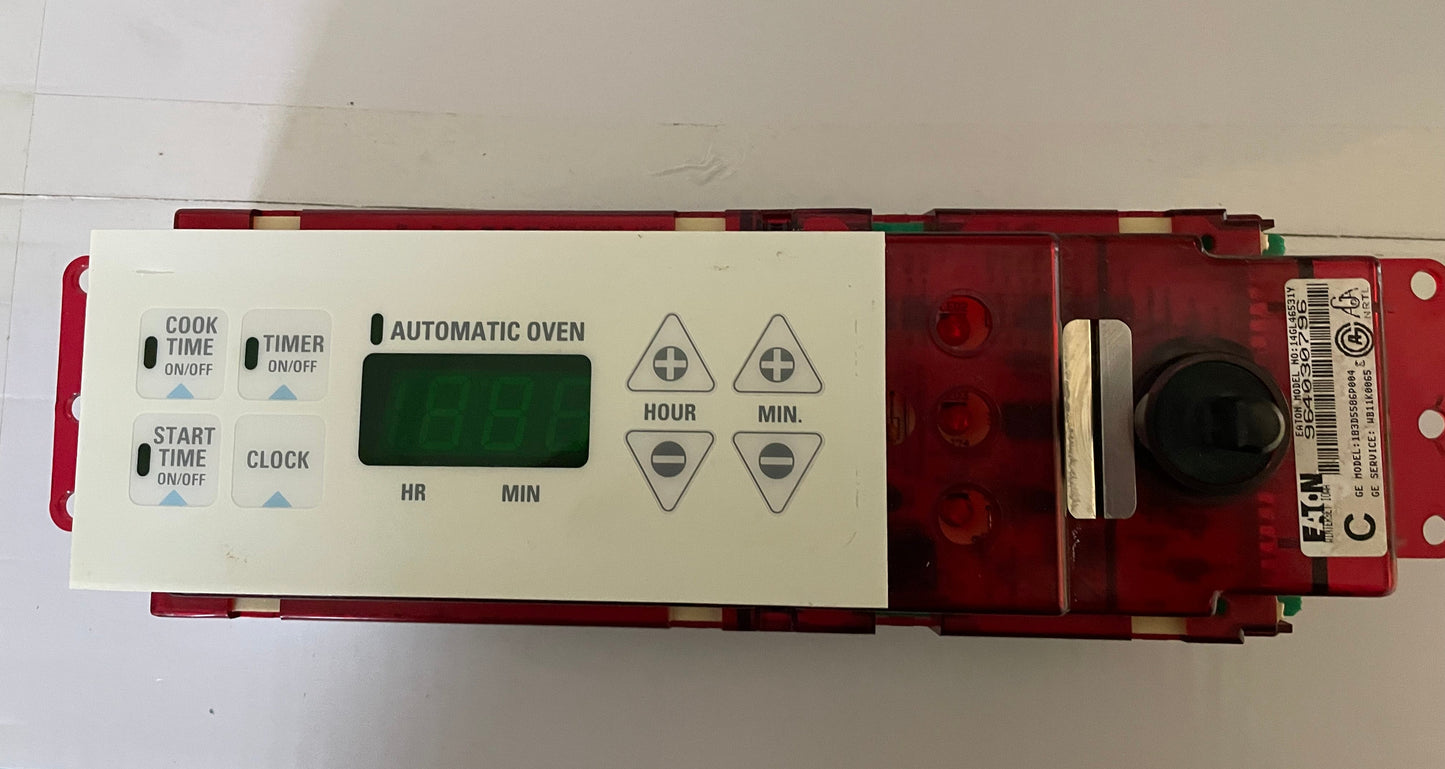 COOK
TIME
ON/OFF
TIMER
ON/OFF
START
TIME
ON/OFF
CLOCK
AUTOMATIC OVEN
HR
MIN
HOUR
MIN.
EATON MODEL NO:14GL46531Y
964030796
GE MODEL:183D5586P004
GE SERVICE: WB11K0065
EATON
C
NRTL